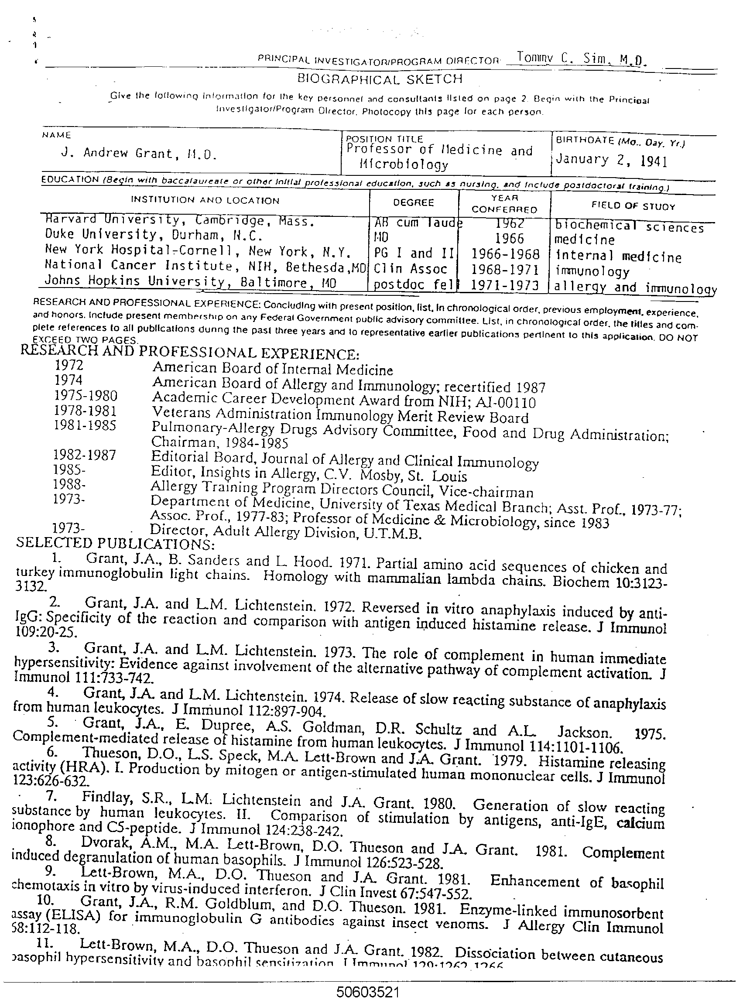 PRINCIPAL INVESTIGATOR/PROGRAM DIRECTOR Tommy C. Sim, M.D.
BIOGRAPHICAL SKETCH
Give the following information for the key personnel and consultants listed on page 2. Begin with the Principal
Investigator/Program Director. Photocopy this page for each person.
NAME
J. Andrew Grant, M.D.
POSITION TITLE
Professor of Medicine and
Microbiology
BIRTHDATE (Mo., Day, Yr.)
January 2, 1941
EDUCATION (Begin with baccalaureate or other initial professional education, such as nursing, and include postdoctoral training.)
INSTITUTION AND LOCATION DEGREE YEAR CONFERRED FIELD OF STUDY
Harvard University, Cambridge, Mass. AB cum laude 1962 biochemical sciences
Duke University, Durham, N.C. MD 1966 medicine
New York Hospital-Cornell, New York, N.Y. PG I and II 1966-1968 internal medicine
National Cancer Institute, NIH, Bethesda,MD Clin Assoc 1968-1971 immunology
Johns Hopkins University, Baltimore, MD postdoc fell 1971-1973 allergy and immunology
RESEARCH AND PROFESSIONAL EXPERIENCE: Concluding with present position, list, in chronological order, previous employment, experience,
and honors. Include present membership on any Federal Government public advisory committee. List, in chronological order, the titles and com-
plete references to all publications during the past three years and to representative earlier publications pertinent to this application. DO NOT
EXCEED TWO PAGES.
RESEARCH AND PROFESSIONAL EXPERIENCE:
1972 American Board of Internal Medicine
1974 American Board of Allergy and Immunology; recertified 1987
1975-1980 Academic Career Development Award from NIH; AI-00110
1978-1981 Veterans Administration Immunology Merit Review Board
1981-1985 Pulmonary-Allergy Drugs Advisory Committee, Food and Drug Administration;
Chairman, 1984-1985
1982-1987 Editorial Board, Journal of Allergy and Clinical Immunology
1985- Editor, Insights in Allergy, C.V. Mosby, St. Louis
1988- Allergy Training Program Directors Council, Vice-chairman
1973- Department of Medicine, University of Texas Medical Branch; Asst. Prof., 1973-77;
Assoc. Prof., 1977-83; Professor of Medicine & Microbiology, since 1983
1973- Director, Adult Allergy Division, U.T.M.B.
SELECTED PUBLICATIONS:
1. Grant, J.A., B. Sanders and L. Hood. 1971. Partial amino acid sequences of chicken and
turkey immunoglobulin light chains. Homology with mammalian lambda chains. Biochem 10:3123-
3132.
2. Grant, J.A. and L.M. Lichtenstein. 1972. Reversed in vitro anaphylaxis induced by anti-
IgG: Specificity of the reaction and comparison with antigen induced histamine release. J Immunol
109:20-25.
3. Grant, J.A. and L.M. Lichtenstein. 1973. The role of complement in human immediate
hypersensitivity: Evidence against involvement of the alternative pathway of complement activation. J
Immunol 111:733-742.
4. Grant, J.A. and L.M. Lichtenstein. 1974. Release of slow reacting substance of anaphylaxis
from human leukocytes. J Immunol 112:897-904.
5. Grant, J.A., E. Dupree, A.S. Goldman, D.R. Schultz and A.L. Jackson. 1975.
Complement-mediated release of histamine from human leukocytes. J Immunol 114:1101-1106.
6. Thueson, D.O., L.S. Speck, M.A. Lett-Brown and J.A. Grant. 1979. Histamine releasing
activity (HRA). I. Production by mitogen or antigen-stimulated human mononuclear cells. J Immunol
123:626-632.
7. Findlay, S.R., L.M. Lichtenstein and J.A. Grant. 1980. Generation of slow reacting
substance by human leukocytes. II. Comparison of stimulation by antigens, anti-IgE, calcium
ionophore and C5-peptide. J Immunol 124:238-242.
8. Dvorak, A.M., M.A. Lett-Brown, D.O. Thueson and J.A. Grant. 1981. Complement
induced degranulation of human basophils. J Immunol 126:523-528.
9. Lett-Brown, M.A., D.O. Thueson and J.A. Grant. 1981. Enhancement of basophil
chemotaxis in vitro by virus-induced interferon. J Clin Invest 67:547-552.
10. Grant, J.A., R.M. Goldblum, and D.O. Thueson. 1981. Enzyme-linked immunosorbent
assay (ELISA) for immunoglobulin G antibodies against insect venoms. J Allergy Clin Immunol
68:112-118.
11. Lett-Brown, M.A., D.O. Thueson and J.A. Grant. 1982. Dissociation between cutaneous
basophil hypersensitivity and basophil sensitization. J Immunol 129:1262-1266
50603521